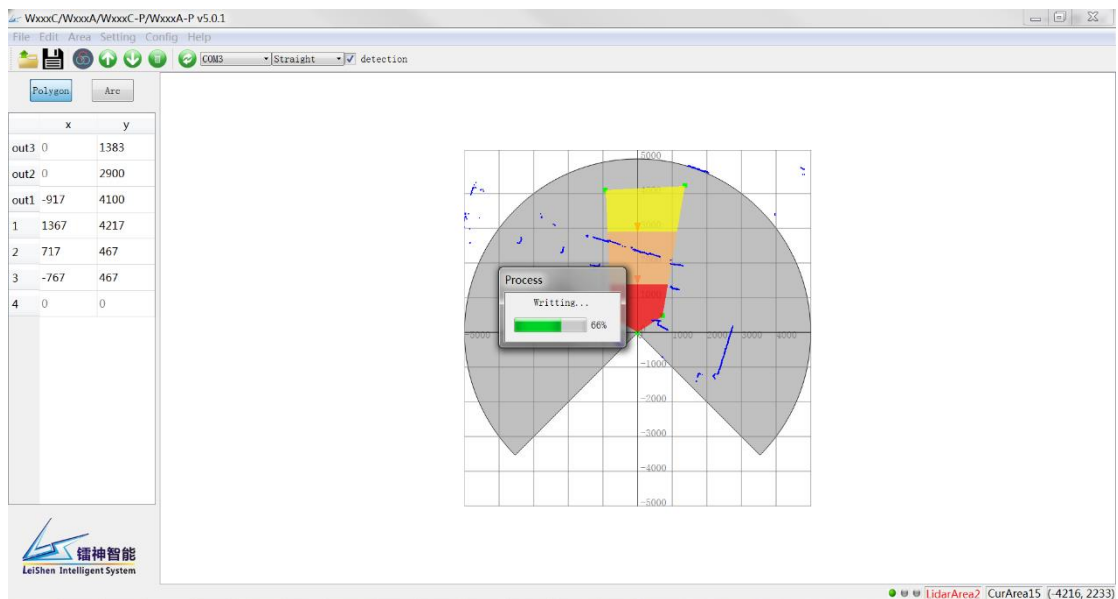 WxxxC/WxxxA/WxxxC-P/WxxxA-P v5.0.1
File Edit Area Setting Config Help
COM3 Straight detection
Polygon Arc
x y
out3 0 1383
out2 0 2900
out1 -917 4100
1 1367 4217
2 717 467
3 -767 467
4 0 0
5000
Process
Writting...
66%
1000 2000 3000 4000
-1000
-2000
-3000
-4000
-5000
镭神智能
LeiShen Intelligent System
LidarArea2 CurArea15 (-4216, 2233)